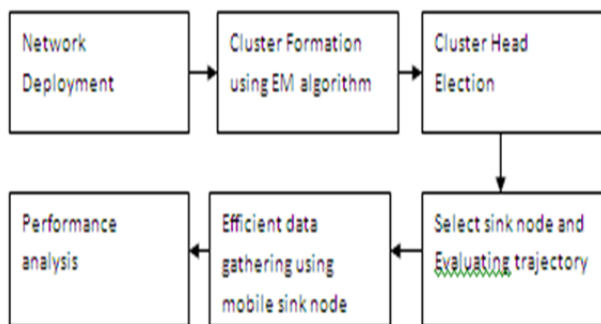 Network
Deployment
Cluster Formation
using EM algorithm
Cluster Head
Election
Select sink node and
Evaluating trajectory
Efficient data
gathering using
mobile sink node
Performance
analysis